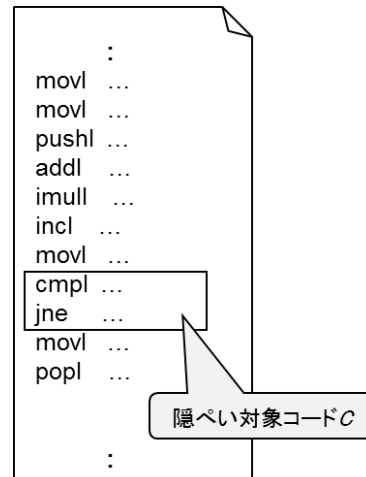 :
movl …
movl …
pushl …
addl …
imull …
incl …
movl …
cmpl …
jne …
movl …
popl …
隠ぺい対象コードC
: